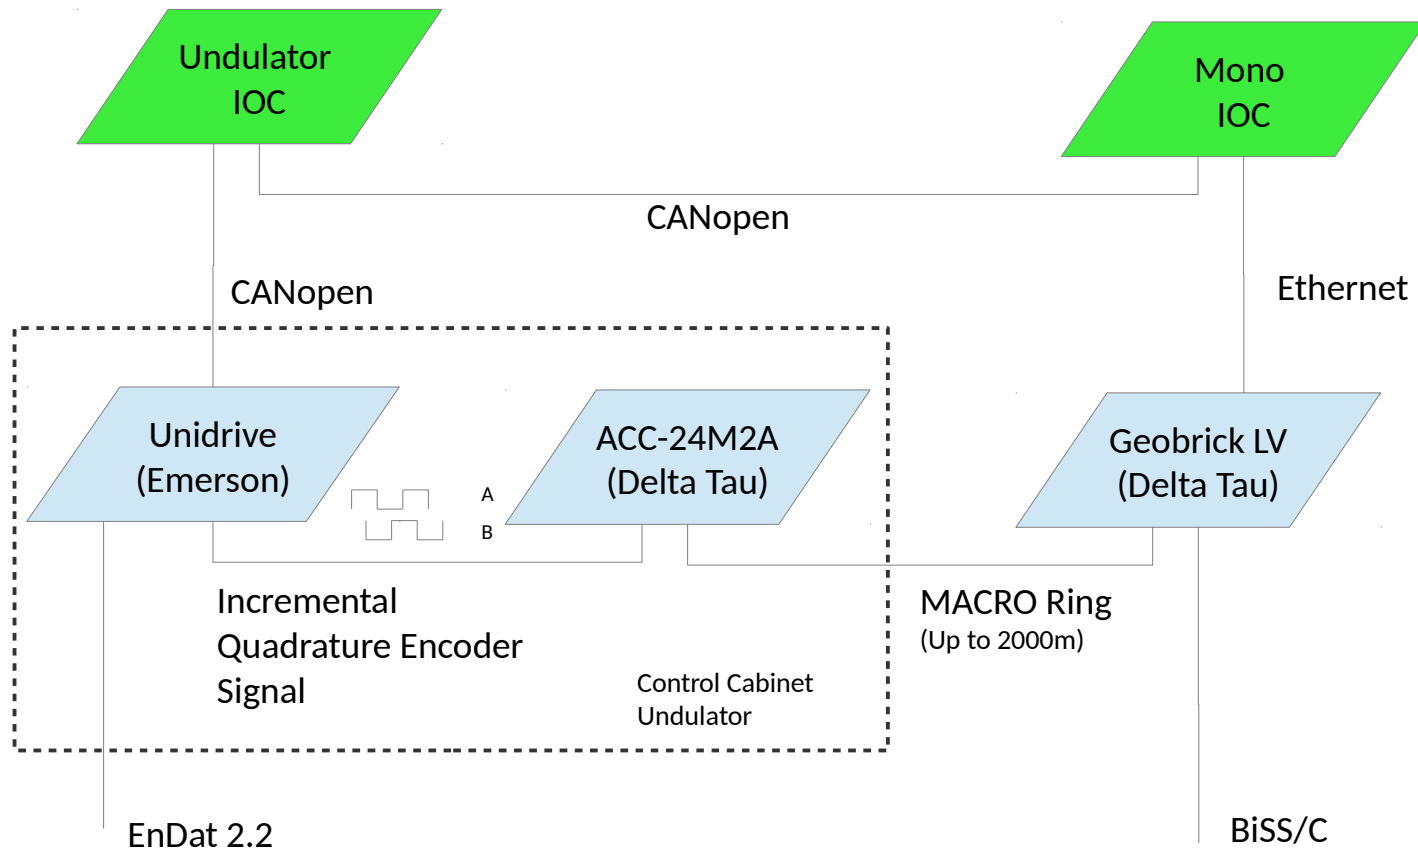 Undulator
IOC
Mono
IOC
CANopen
CANopen
Ethernet
Unidrive
(Emerson)
A
B
ACC-24M2A
(Delta Tau)
Geobrick LV
(Delta Tau)
Incremental
Quadrature Encoder
Signal
MACRO Ring
(Up to 2000m)
Control Cabinet
Undulator
EnDat 2.2
BiSS/C